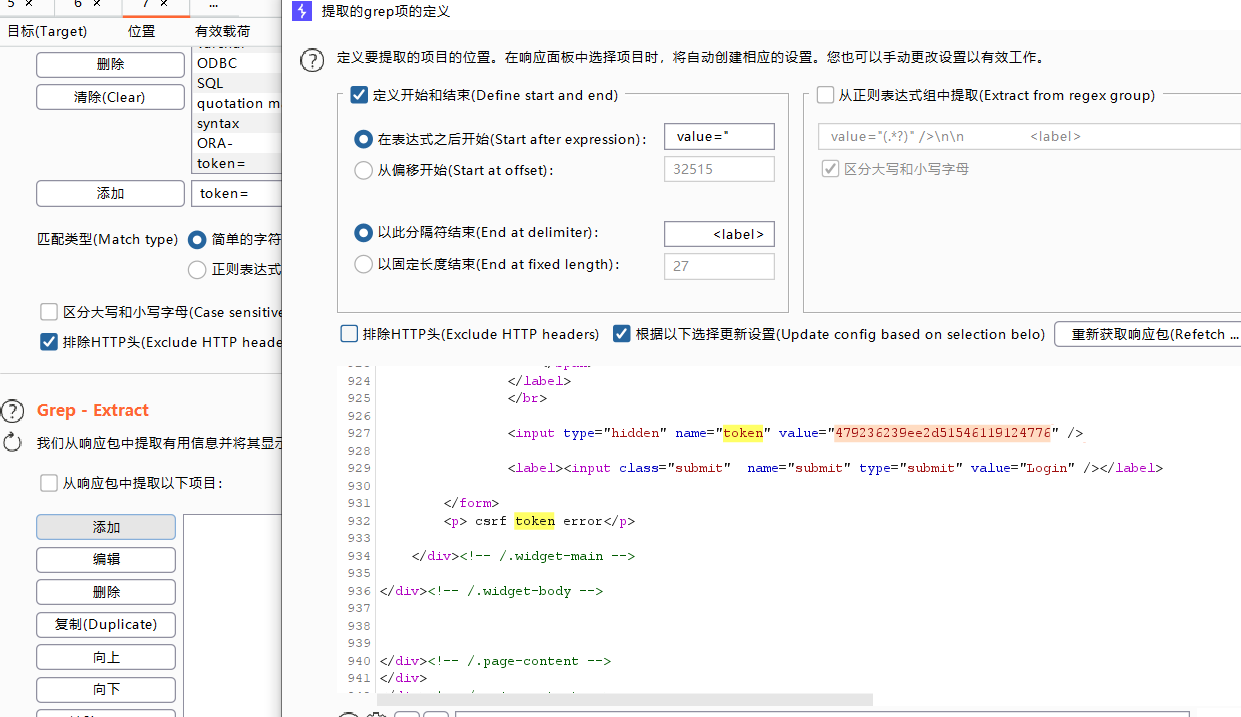 5 × 6 × 7 × ...
目标(Target) 位置 有效载荷
删除
清除(Clear)
ODBC
SQL
quotation m
syntax
ORA-
token=
添加 token=
匹配类型(Match type) 简单的字符
正则表达式
区分大写和小写字母(Case sensitive
排除HTTP头(Exclude HTTP heade
Grep - Extract
我们从响应包中提取有用信息并将其显示
从响应包中提取以下项目:
添加
编辑
删除
复制(Duplicate)
向上
向下
提取的grep项的定义
定义要提取的项目的位置。在响应面板中选择项目时，将自动创建相应的设置。您也可以手动更改设置以有效工作。
定义开始和结束(Define start and end)
在表达式之后开始(Start after expression): value="
从偏移开始(Start at offset): 32515
以此分隔符结束(End at delimiter): <label>
以固定长度结束(End at fixed length): 27
从正则表达式组中提取(Extract from regex group)
value="(.*?)" />\n\n <label>
区分大写和小写字母
排除HTTP头(Exclude HTTP headers) 根据以下选择更新设置(Update config based on selection belo) 重新获取响应包(Refetch ...
924 </label>
925 </br>
926
927 <input type="hidden" name="token" value="479236239ee2d51546119124776" />
928
929 <label><input class="submit" name="submit" type="submit" value="Login" /></label>
930
931 </form>
932 <p> csrf token error</p>
933
934 </div><!-- /.widget-main -->
935
936 </div><!-- /.widget-body -->
937
938
939
940 </div><!-- /.page-content -->
941 </div>